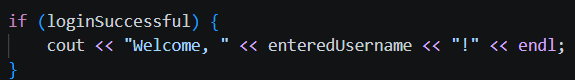 if (loginSuccessful) {
    cout << "Welcome, " << enteredUsername << "!" << endl;
}